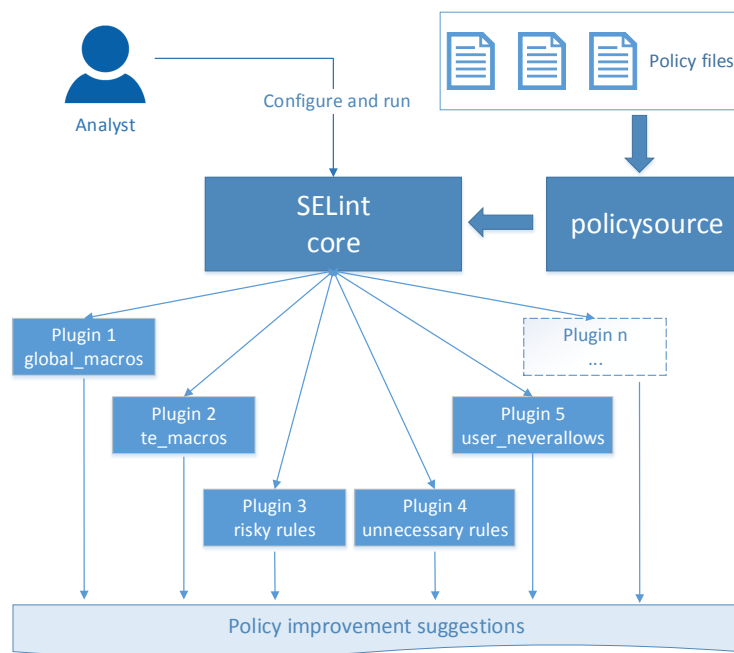 Policy files
Analyst
Configure and run
SELint
core
policysource
Plugin 1
global_macros
Plugin n
...
Plugin 2
te_macros
Plugin 5
user_neverallows
Plugin 3
risky rules
Plugin 4
unnecessary rules
Policy improvement suggestions